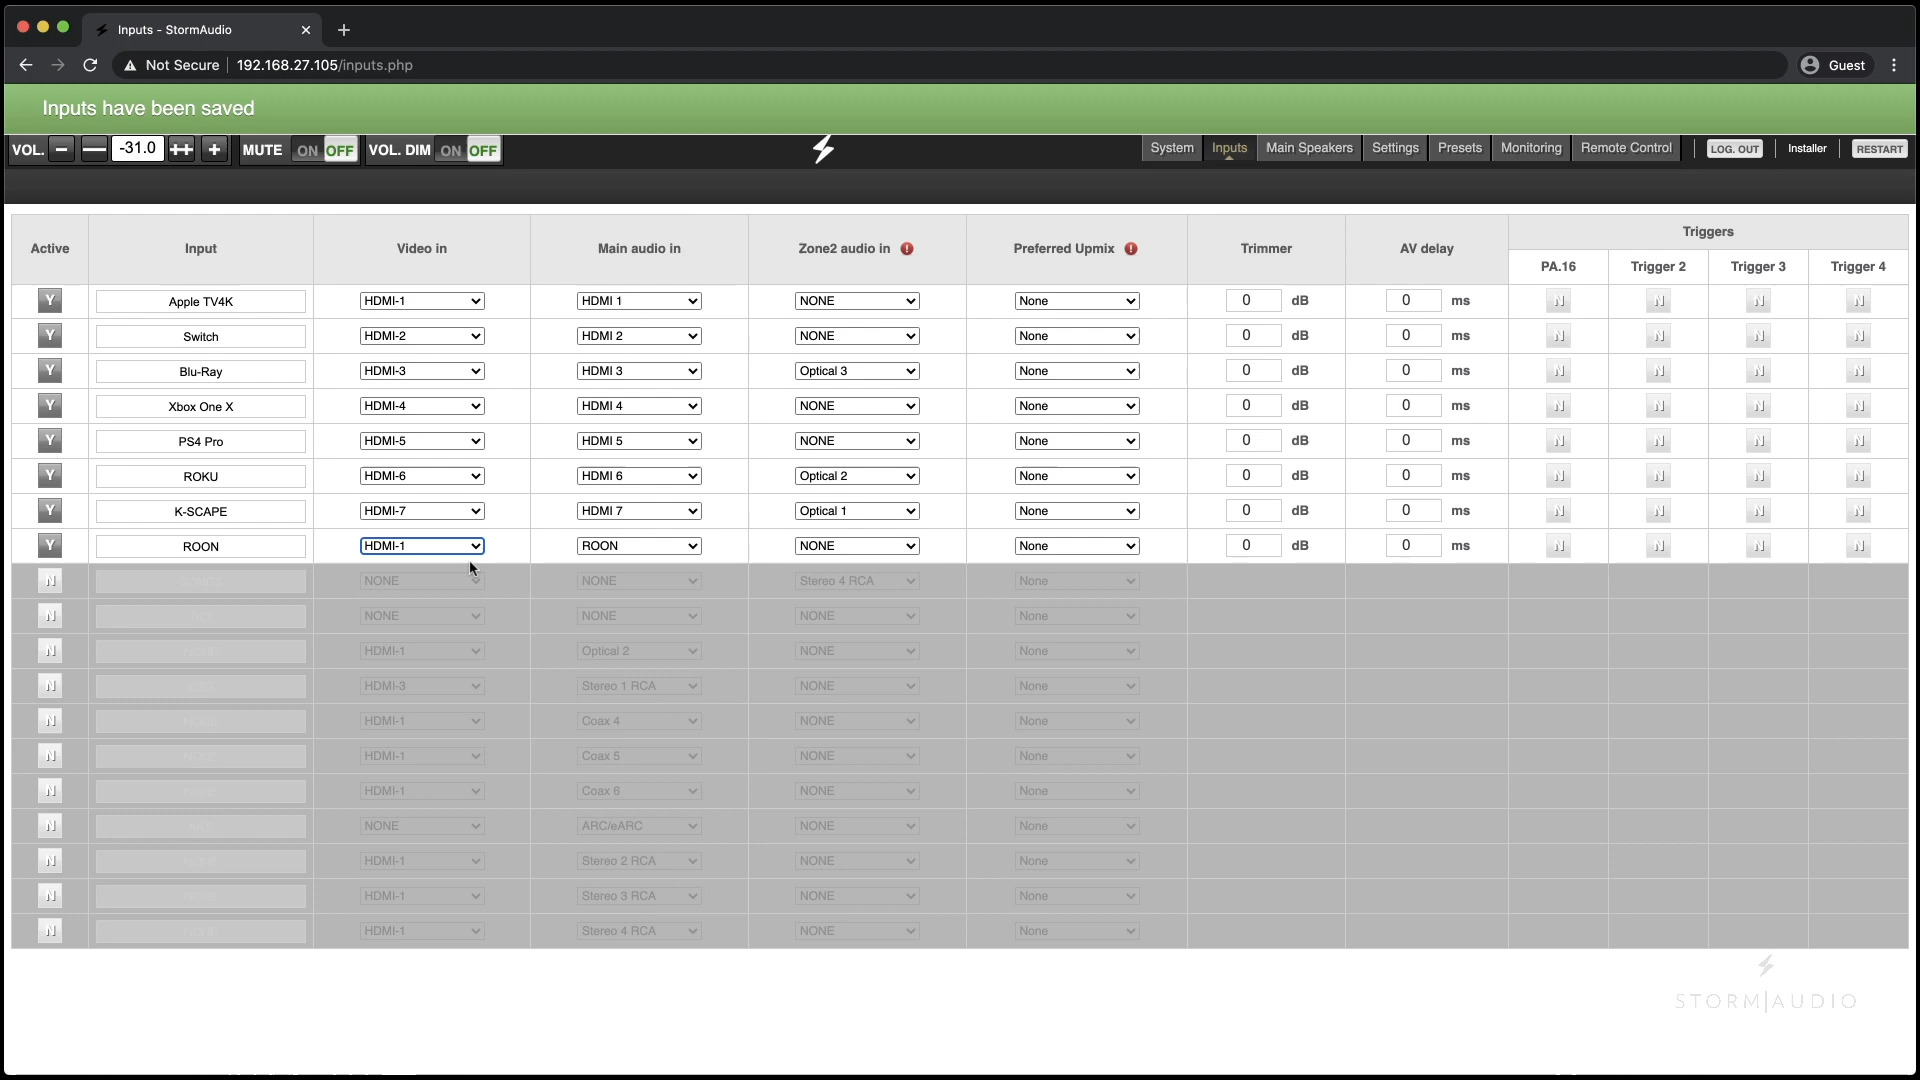 Inputs - StormAudio
Not Secure 192.168.27.105/inputs.php Guest
Inputs have been saved
VOL. -31.0 MUTE ON OFF VOL. DIM ON OFF System Inputs Main Speakers Settings Presets Monitoring Remote Control LOG. OUT Installer RESTART
Active Input Video in Main audio in Zone2 audio in ! Preferred Upmix ! Trimmer AV delay Triggers
PA.16 Trigger 2 Trigger 3 Trigger 4
Y Apple TV4K HDMI-1 HDMI 1 NONE None 0 dB 0 ms N N N N
Y Switch HDMI-2 HDMI 2 NONE None 0 dB 0 ms N N N N
Y Blu-Ray HDMI-3 HDMI 3 Optical 3 None 0 dB 0 ms N N N N
Y Xbox One X HDMI-4 HDMI 4 NONE None 0 dB 0 ms N N N N
Y PS4 Pro HDMI-5 HDMI 5 NONE None 0 dB 0 ms N N N N
Y ROKU HDMI-6 HDMI 6 Optical 2 None 0 dB 0 ms N N N N
Y K-SCAPE HDMI-7 HDMI 7 Optical 1 None 0 dB 0 ms N N N N
Y ROON HDMI-1 ROON NONE None 0 dB 0 ms N N N N
N NONE NONE Stereo 4 RCA None
N NONE NONE NONE None
N HDMI-1 Optical 2 NONE None
N HDMI-3 Stereo 1 RCA NONE None
N HDMI-1 Coax 4 NONE None
N HDMI-1 Coax 5 NONE None
N HDMI-1 Coax 6 NONE None
N NONE ARC/eARC NONE None
N HDMI-1 Stereo 2 RCA NONE None
N HDMI-1 Stereo 3 RCA NONE None
N HDMI-1 Stereo 4 RCA NONE None
STORM|AUDIO